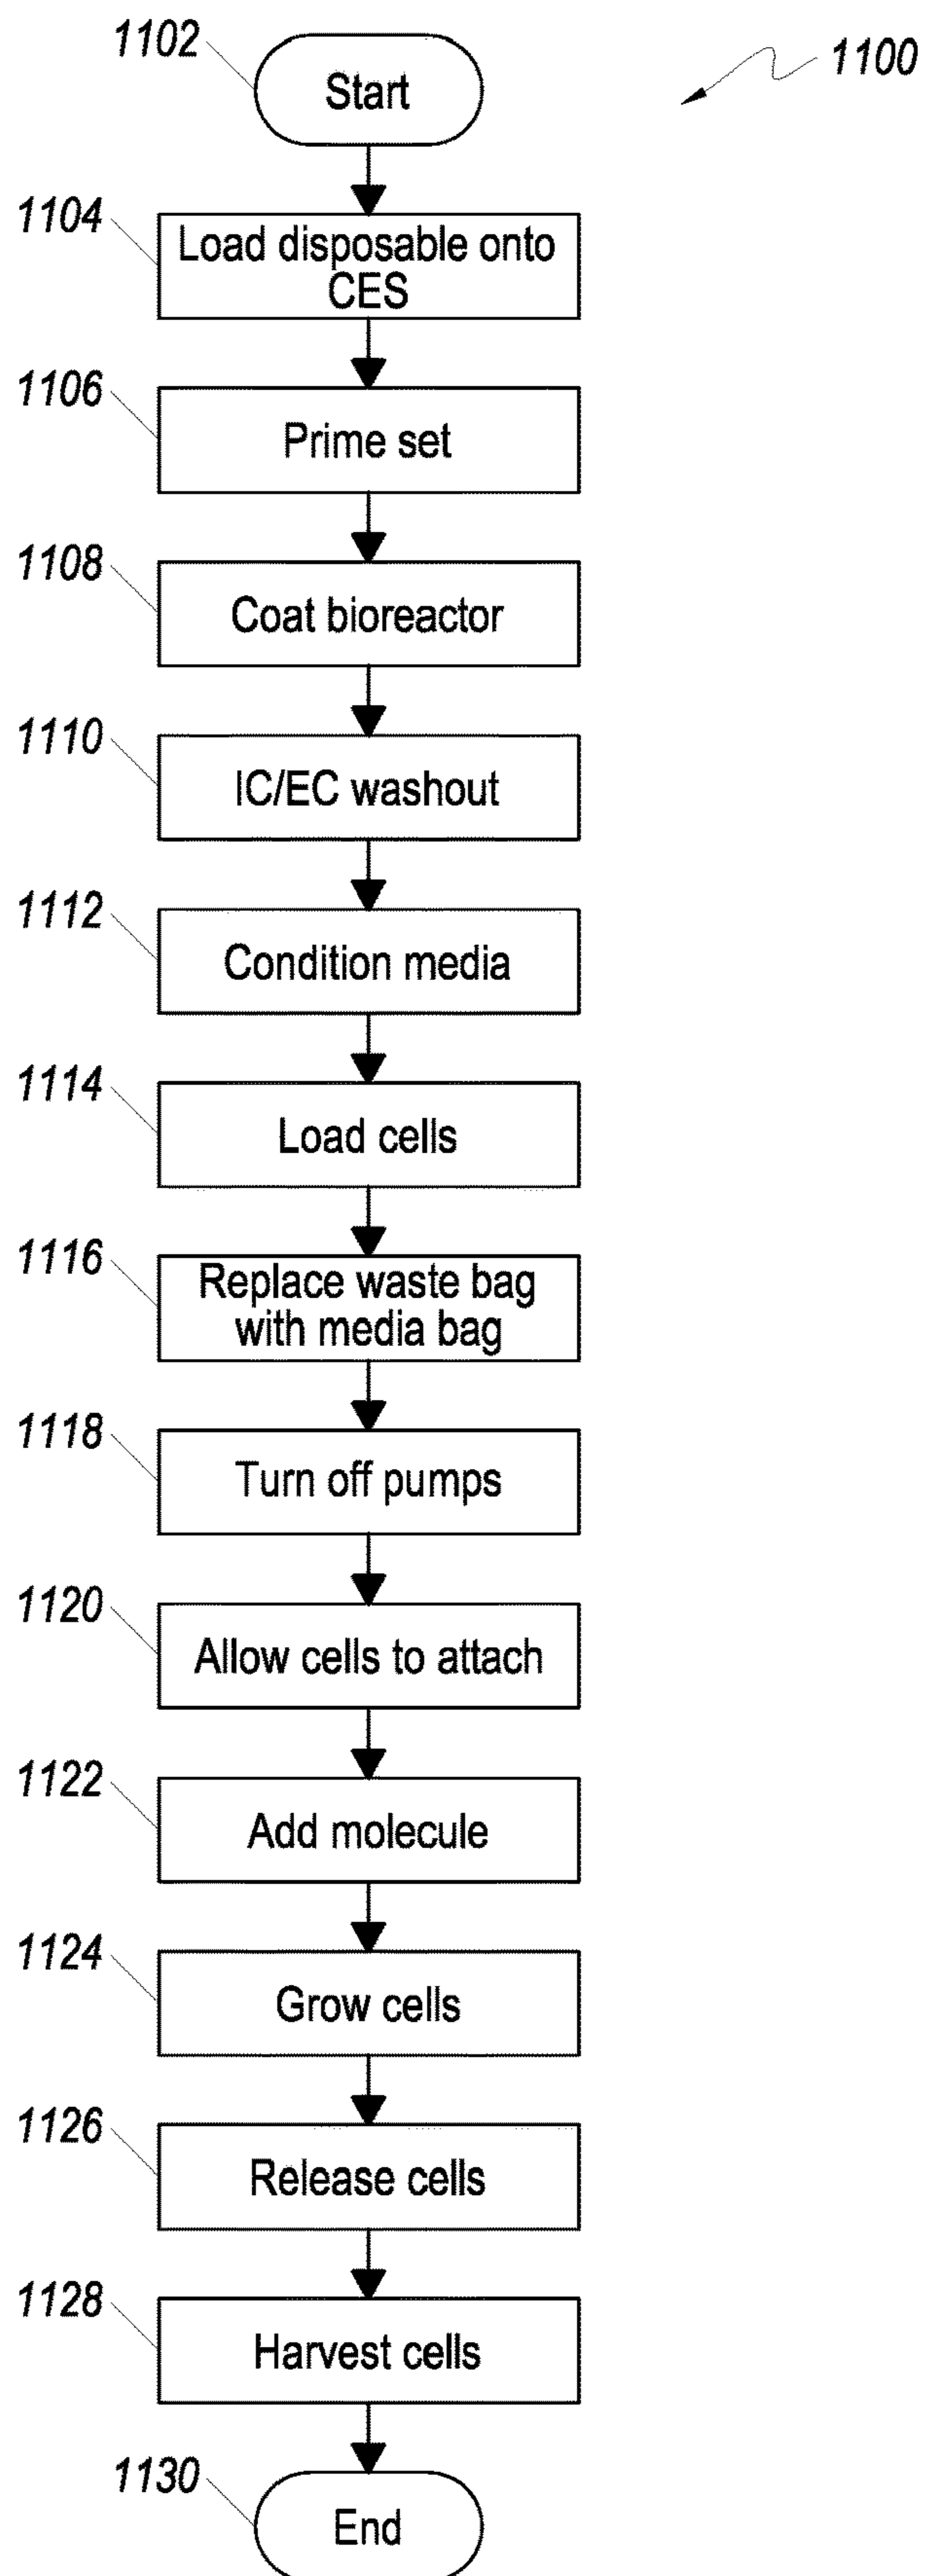 1102
Start
1100
1104
Load disposable onto
CES
1106
Prime set
1108
Coat bioreactor
1110
IC/EC washout
1112
Condition media
1114
Load cells
1116
Replace waste bag
with media bag
1118
Turn off pumps
1120
Allow cells to attach
1122
Add molecule
1124
Grow cells
1126
Release cells
1128
Harvest cells
1130
End